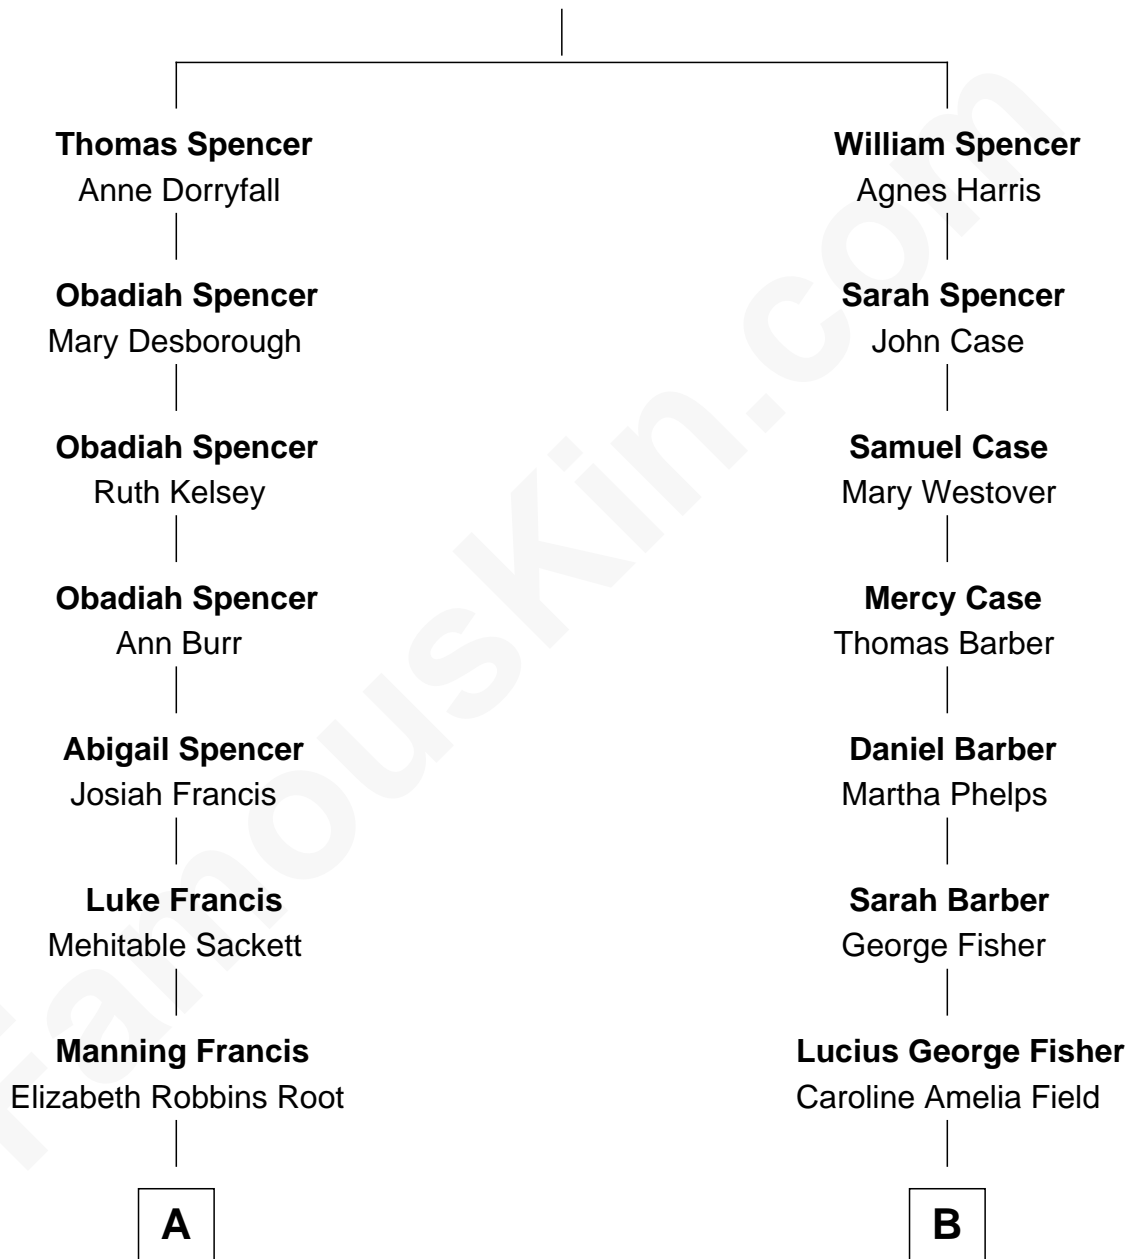 Thomas Spencer
Anne Dorryfall
Obadiah Spencer
Mary Desborough
Obadiah Spencer
Ruth Kelsey
Obadiah Spencer
Ann Burr
Abigail Spencer
Josiah Francis
Luke Francis
Mehitable Sackett
Manning Francis
Elizabeth Robbins Root
A
William Spencer
Agnes Harris
Sarah Spencer
John Case
Samuel Case
Mary Westover
Mercy Case
Thomas Barber
Daniel Barber
Martha Phelps
Sarah Barber
George Fisher
Lucius George Fisher
Caroline Amelia Field
B
FamousKin.com